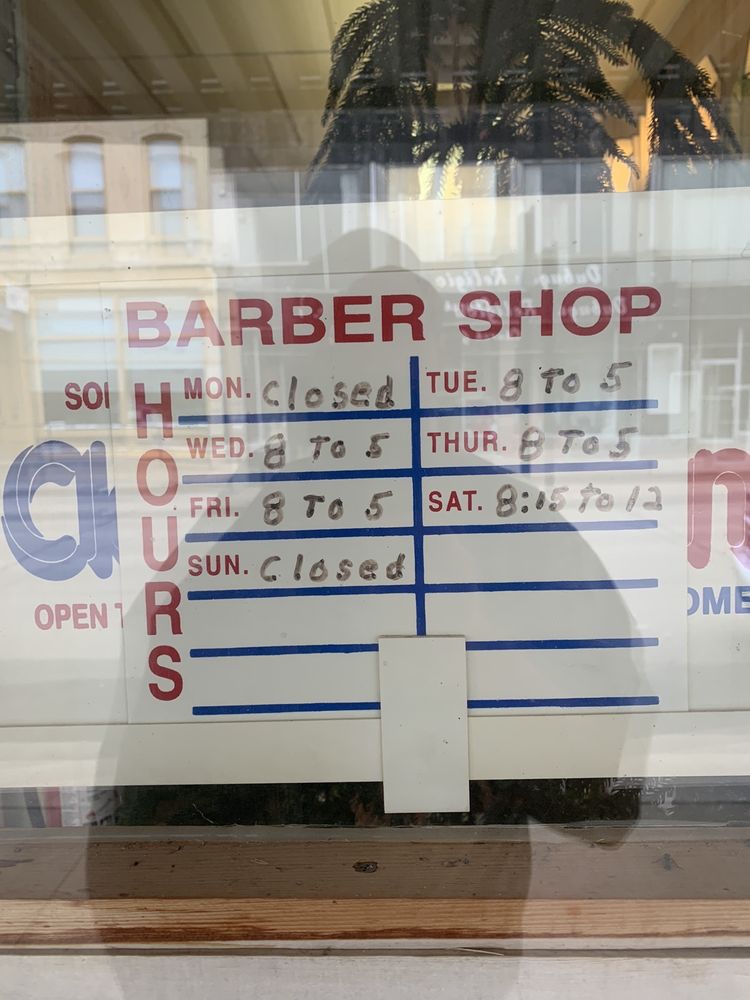 BARBER SHOP
HOURS
MON. Closed
TUE. 8 TO 5
WED. 8 TO 5
THUR. 8 TO 5
FRI. 8 TO 5
SAT. 8:15 to 12
SUN. Closed
OPEN